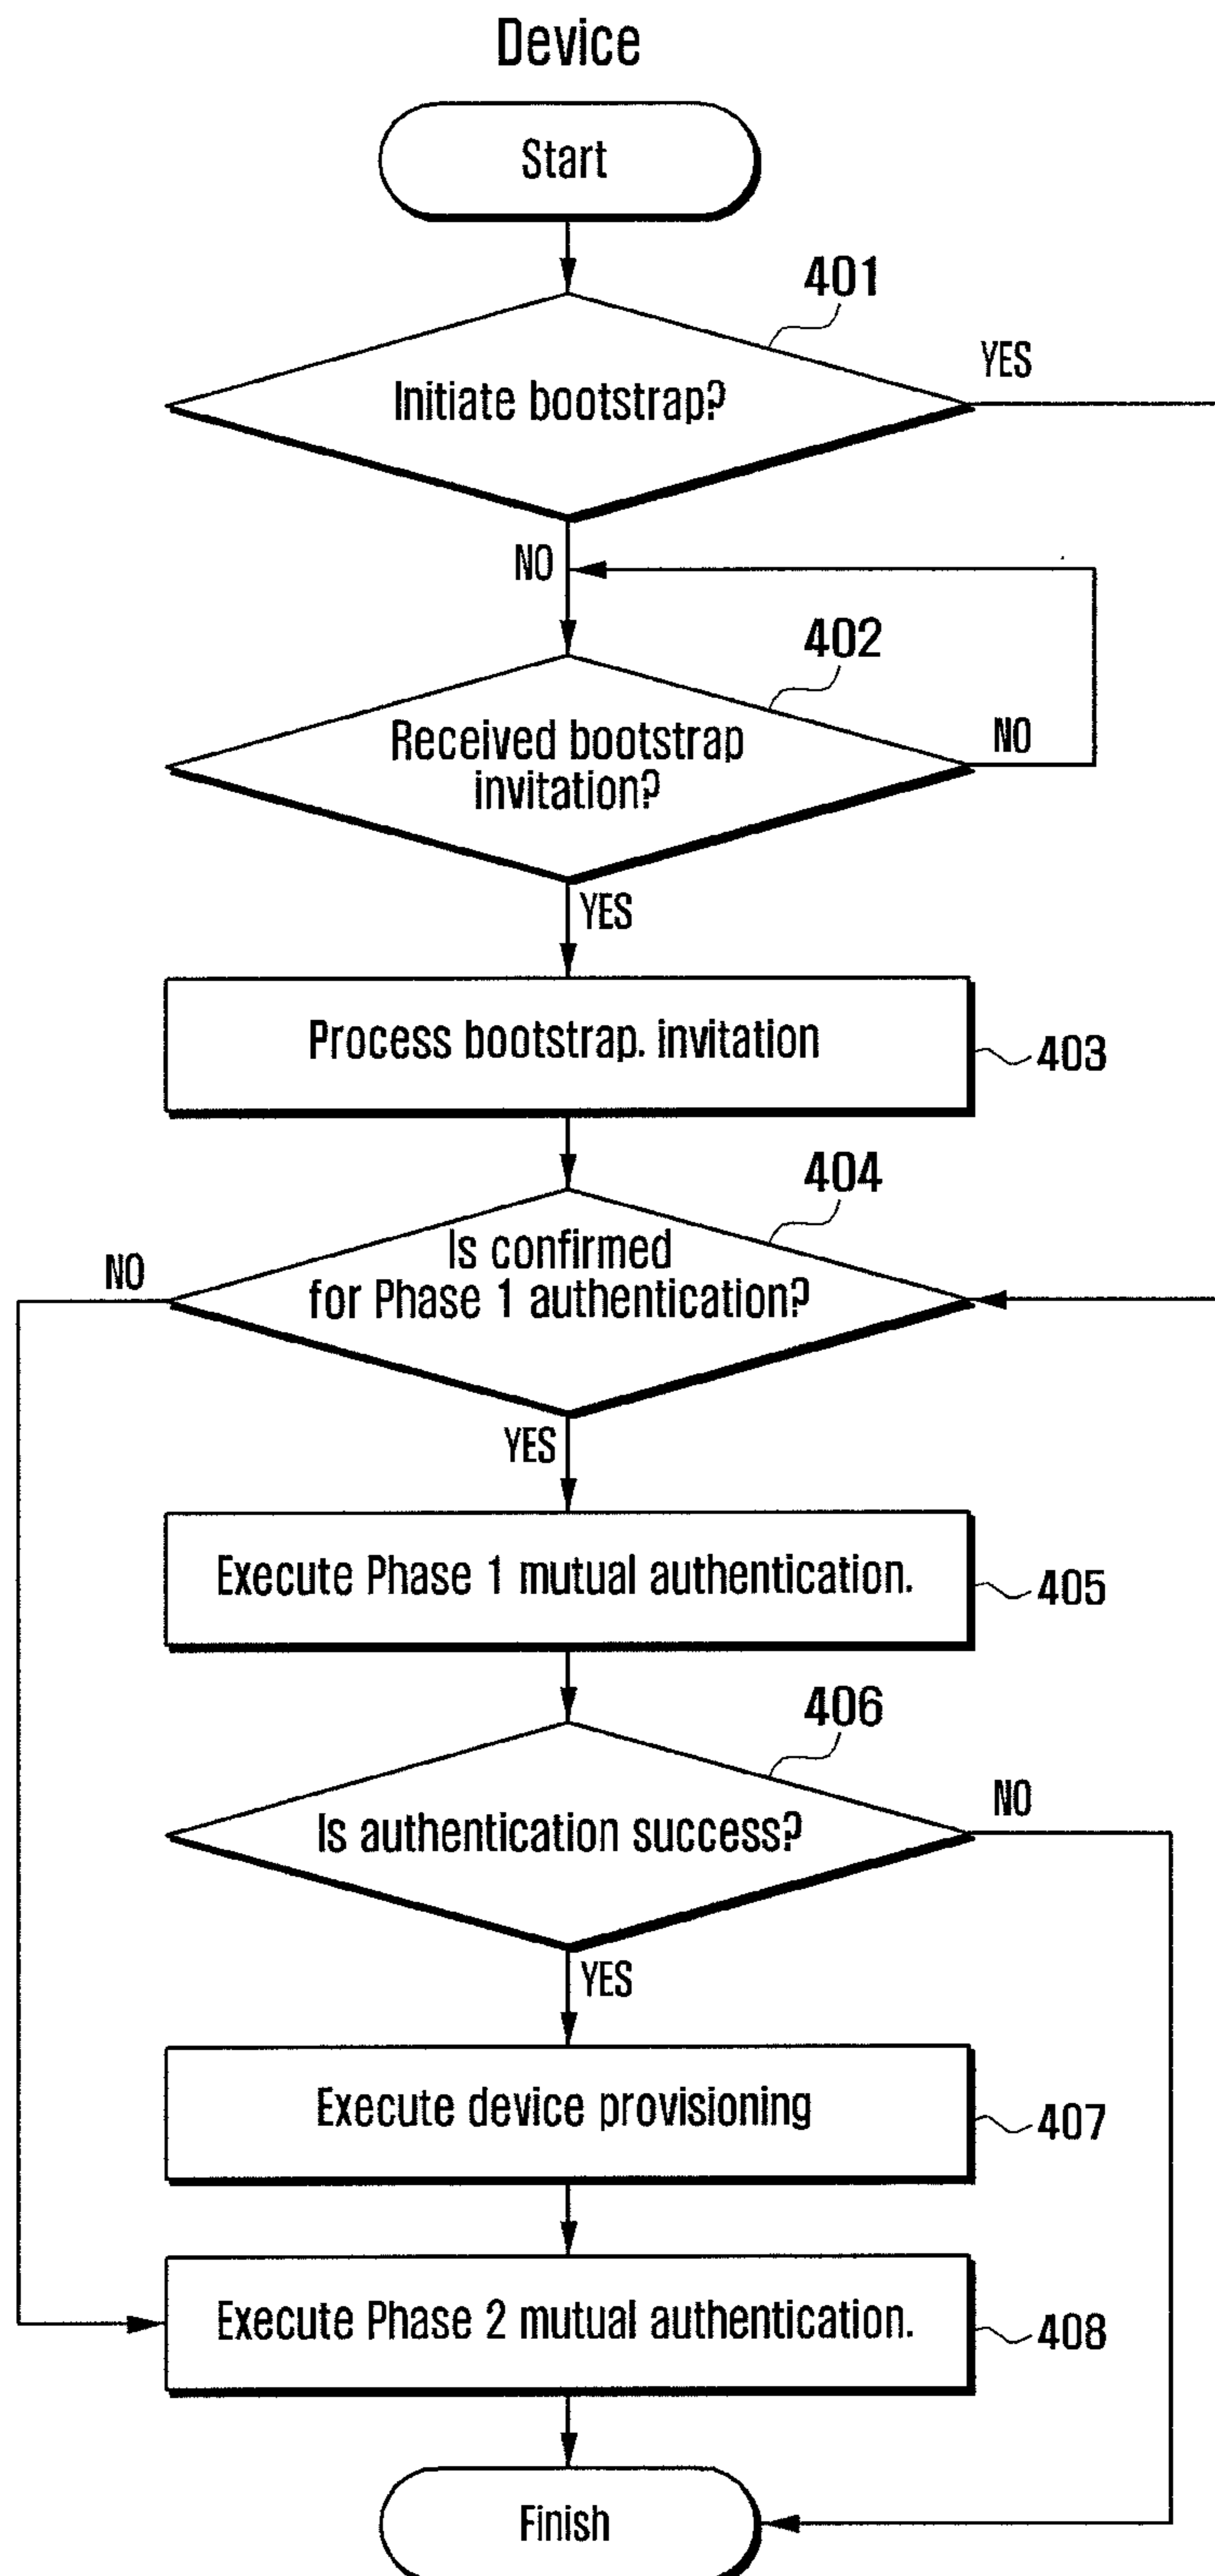 Device
Start
401
Initiate bootstrap?
YES
NO
402
Received bootstrap
invitation?
NO
YES
Process bootstrap. invitation
403
404
Is confirmed
for Phase 1 authentication?
NO
YES
Execute Phase 1 mutual authentication.
405
406
Is authentication success?
NO
YES
Execute device provisioning
407
Execute Phase 2 mutual authentication.
408
Finish